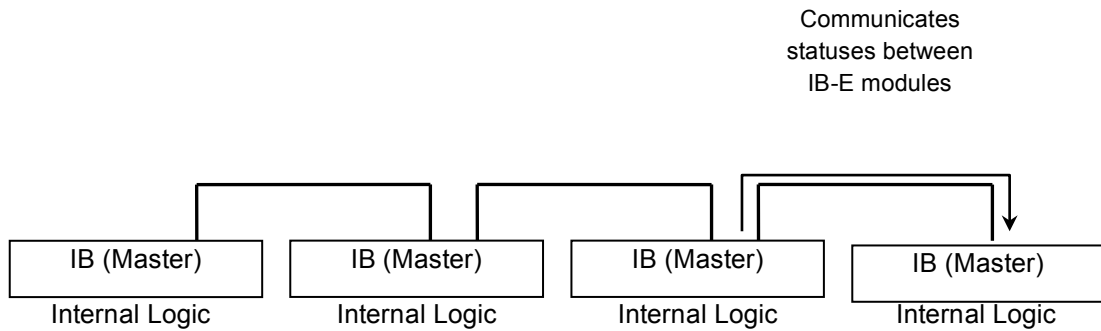 Communicates
statuses between
IB-E modules
IB (Master)
IB (Master)
IB (Master)
IB (Master)
Internal Logic
Internal Logic
Internal Logic
Internal Logic